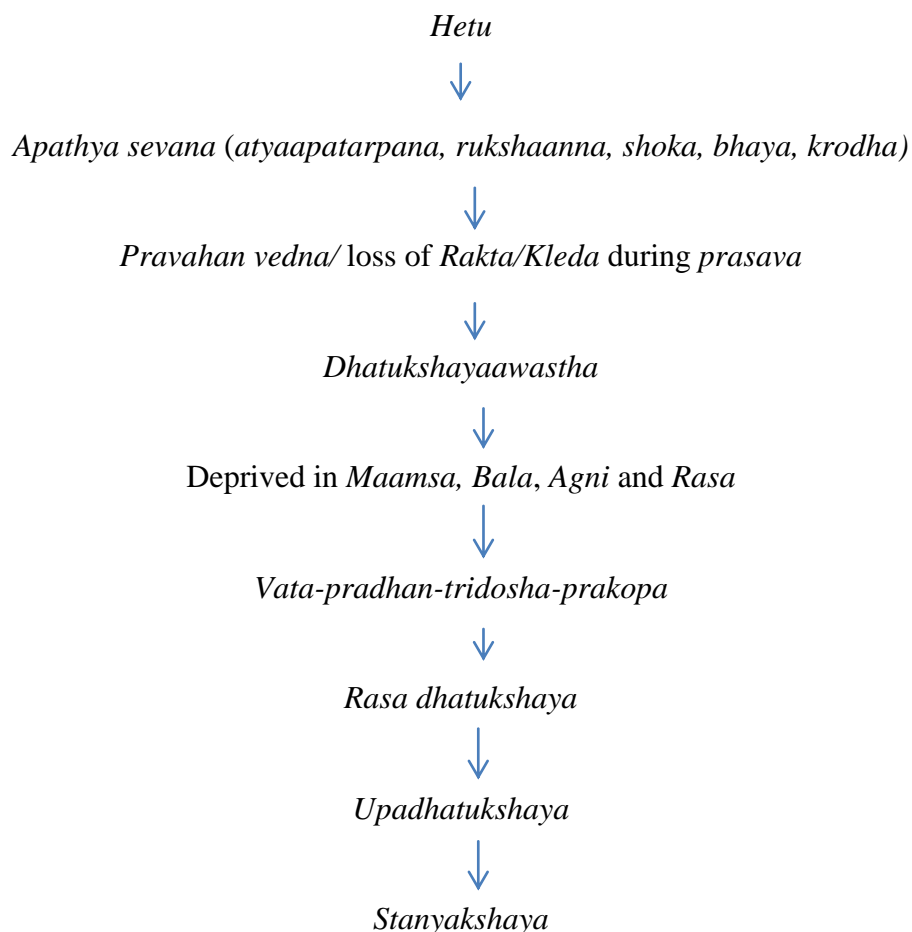 Hetu
Apathya sevana (atyaapatarpana, rukshaanna, shoka, bhaya, krodha)
Pravahan vedna/ loss of Rakta/Kleda during prasava
Dhatukshayaawastha
Deprived in Maamsa, Bala, Agni and Rasa
Vata-pradhan-tridosha-prakopa
Rasa dhatukshaya
Upadhatukshaya
Stanyakshaya